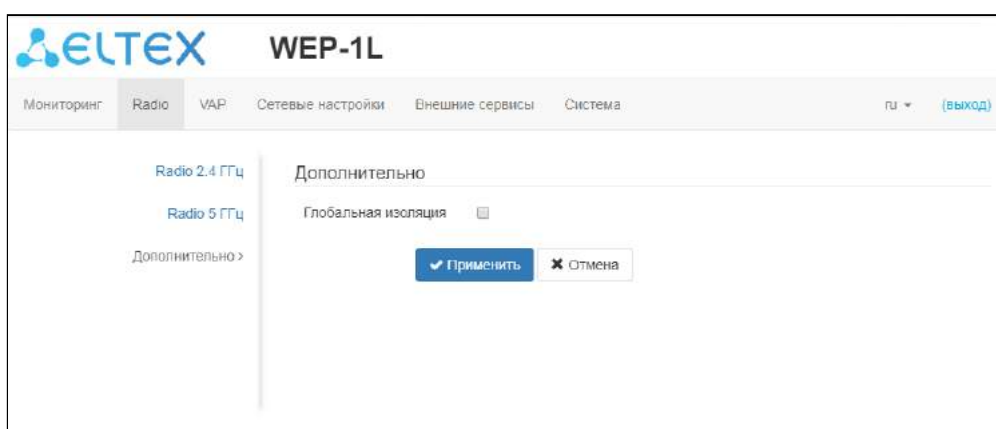 ELTEX WEP-1L
Мониторинг Radio VAP Сетевые настройки Внешние сервисы Система ru (выход)
Radio 2.4 ГГц
Radio 5 ГГц
Дополнительно >
Дополнительно
Глобальная изоляция
Применить Отмена